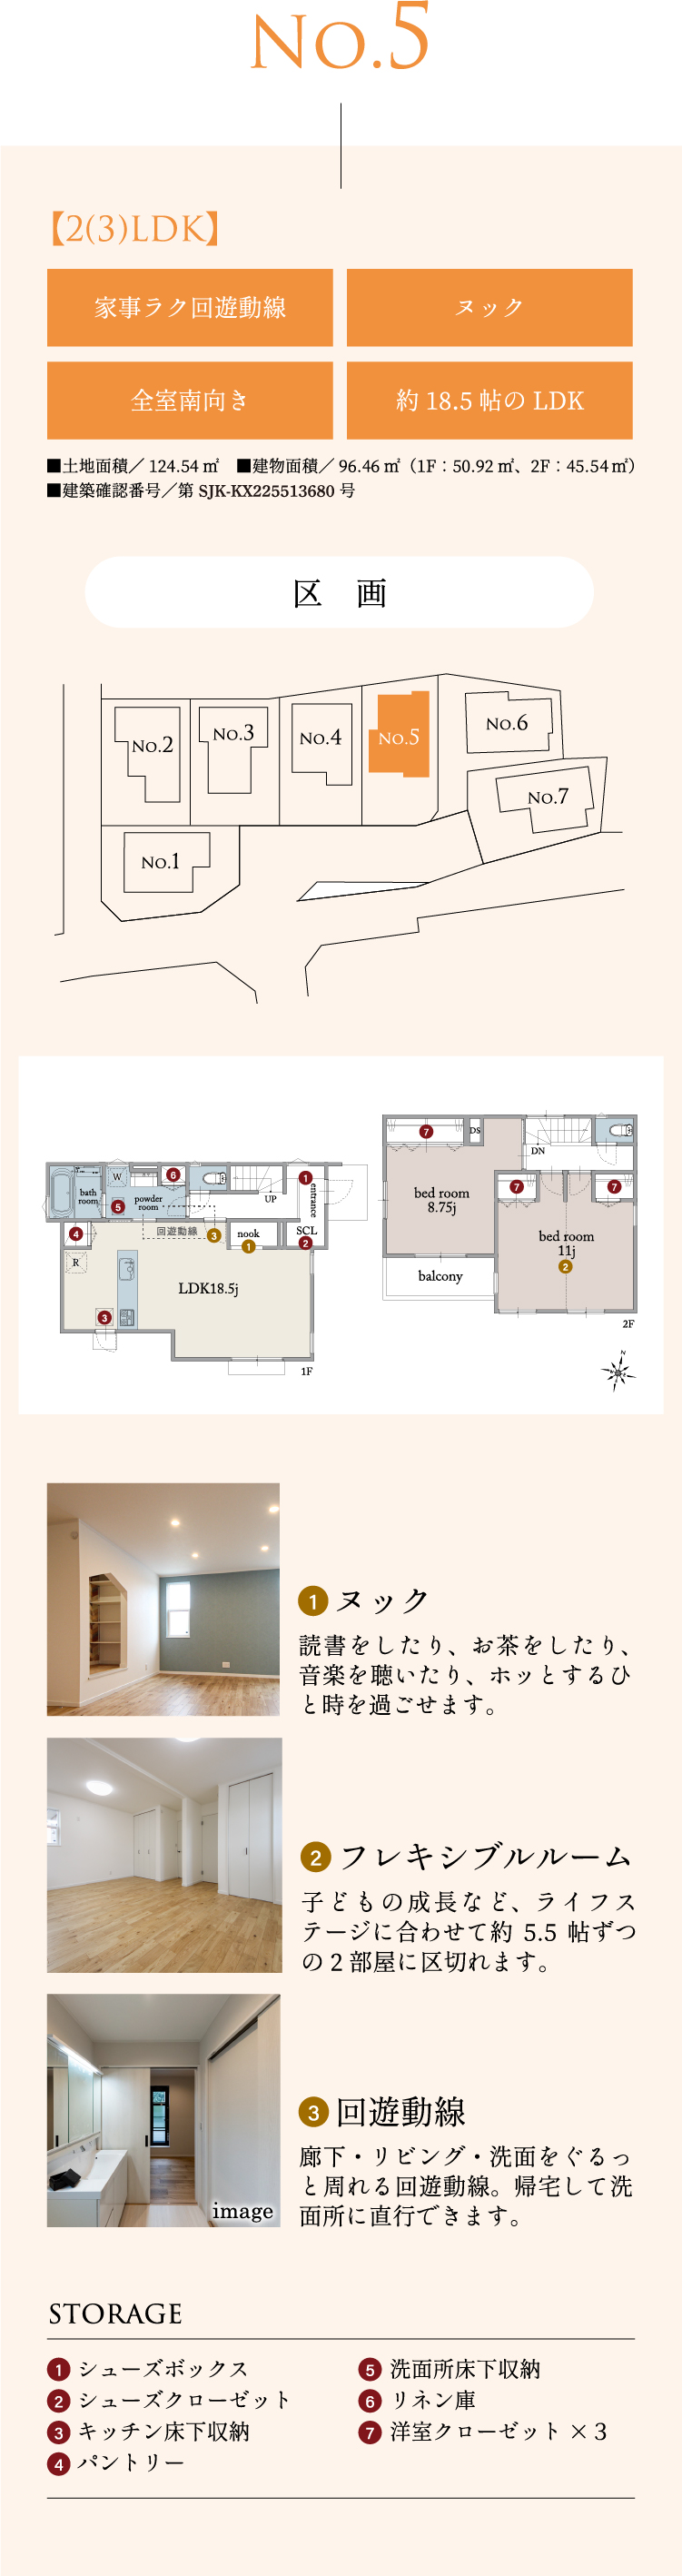 No.5
【2(3)LDK】
家事ラク回遊動線
ヌック
全室南向き
約 18.5 帖の LDK
■土地面積／ 124.54 ㎡　■建物面積／ 96.46 ㎡（1F：50.92 ㎡、2F：45.54 ㎡）
■建築確認番号／第 SJK-KX225513680 号
区　画
No.2
No.3
No.4
No.5
No.6
No.7
No.1
7
DS
DN
bed room
8.75j
7
7
bed room
11j
2
balcony
2F
N
bath
room
W
5
powder
room
6
UP
1
entrance
4
回遊動線
3
nook
1
SCL
2
R
LDK18.5j
3
1F
1 ヌック
読書をしたり、お茶をしたり、
音楽を聴いたり、ホッとするひ
と時を過ごせます。
2 フレキシブルルーム
子どもの成長など、ライフス
テージに合わせて約 5.5 帖ずつ
の 2 部屋に区切れます。
image
3 回遊動線
廊下・リビング・洗面をぐるっ
と周れる回遊動線。帰宅して洗
面所に直行できます。
STORAGE
1 シューズボックス
2 シューズクローゼット
3 キッチン床下収納
4 パントリー
5 洗面所床下収納
6 リネン庫
7 洋室クローゼット × 3